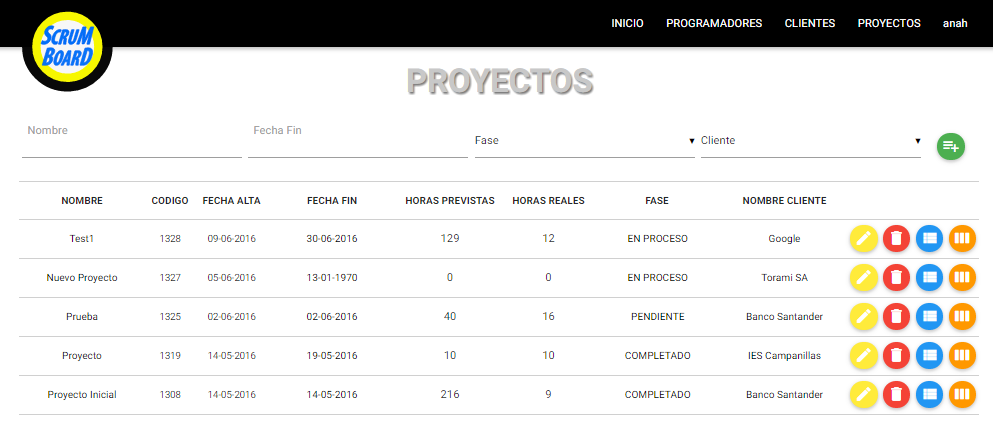 SCRUM
BOARD
INICIO PROGRAMADORES CLIENTES PROYECTOS anah
PROYECTOS
Nombre Fecha Fin Fase Cliente
NOMBRE CODIGO FECHA ALTA FECHA FIN HORAS PREVISTAS HORAS REALES FASE NOMBRE CLIENTE
Test1 1328 09-06-2016 30-06-2016 129 12 EN PROCESO Google
Nuevo Proyecto 1327 05-06-2016 13-01-1970 0 0 EN PROCESO Torami SA
Prueba 1325 02-06-2016 02-06-2016 40 16 PENDIENTE Banco Santander
Proyecto 1319 14-05-2016 19-05-2016 10 10 COMPLETADO IES Campanillas
Proyecto Inicial 1308 14-05-2016 14-05-2016 216 9 COMPLETADO Banco Santander